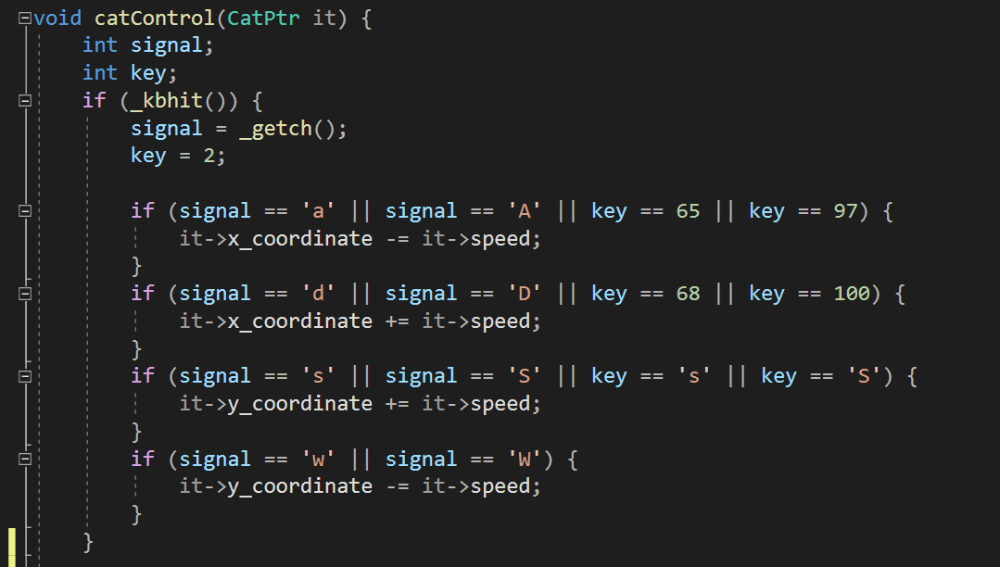 void catControl(CatPtr it) {
    int signal;
    int key;
    if (_kbhit()) {
        signal = _getch();
        key = 2;

        if (signal == 'a' || signal == 'A' || key == 65 || key == 97) {
            it->x_coordinate -= it->speed;
        }
        if (signal == 'd' || signal == 'D' || key == 68 || key == 100) {
            it->x_coordinate += it->speed;
        }
        if (signal == 's' || signal == 'S' || key == 's' || key == 'S') {
            it->y_coordinate += it->speed;
        }
        if (signal == 'w' || signal == 'W') {
            it->y_coordinate -= it->speed;
        }
    }